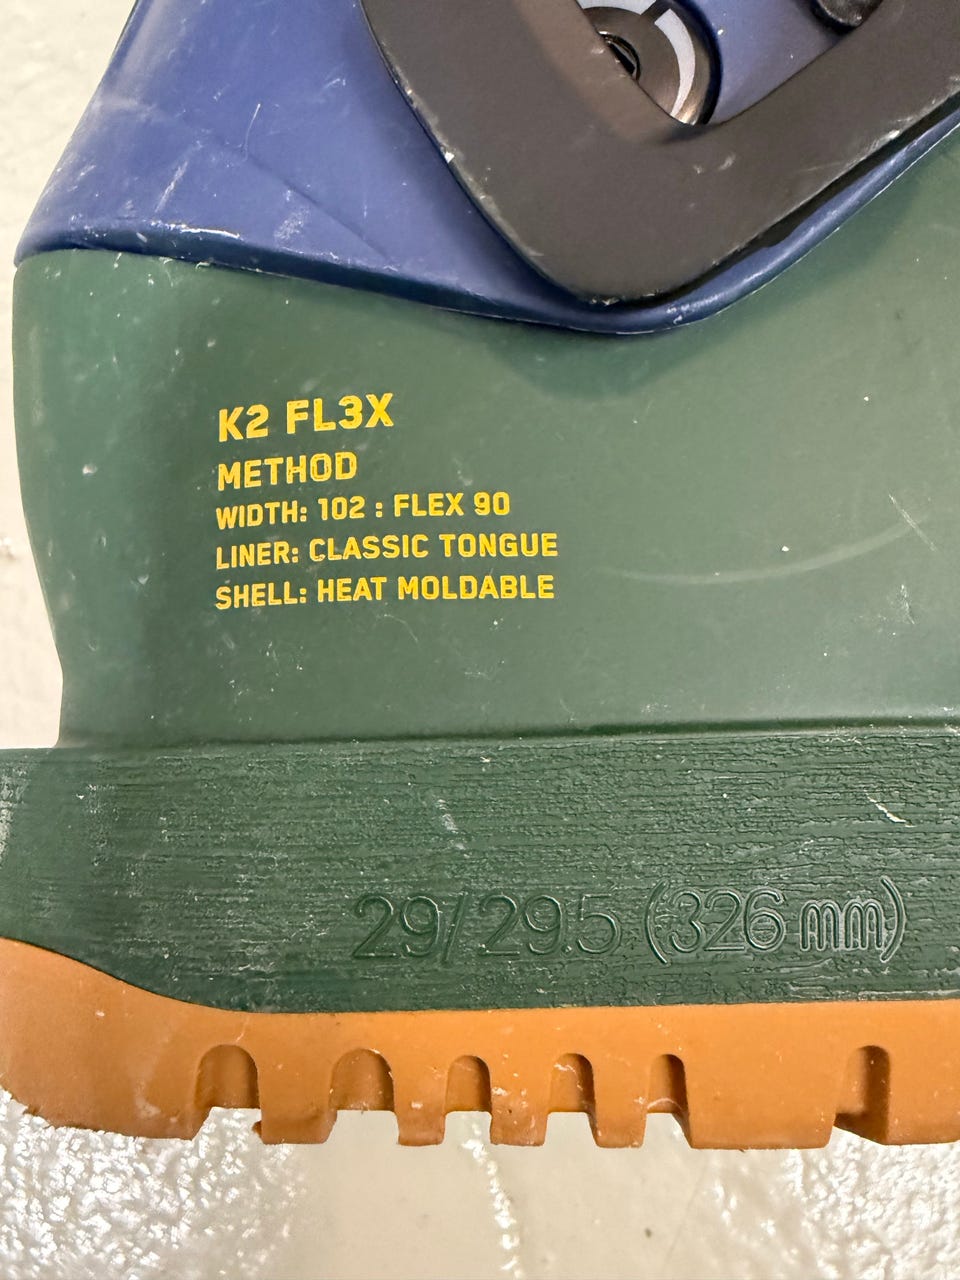 K2 FL3X
METHOD
WIDTH: 102 : FLEX 90
LINER: CLASSIC TONGUE
SHELL: HEAT MOLDABLE
29/29.5 (326 mm)